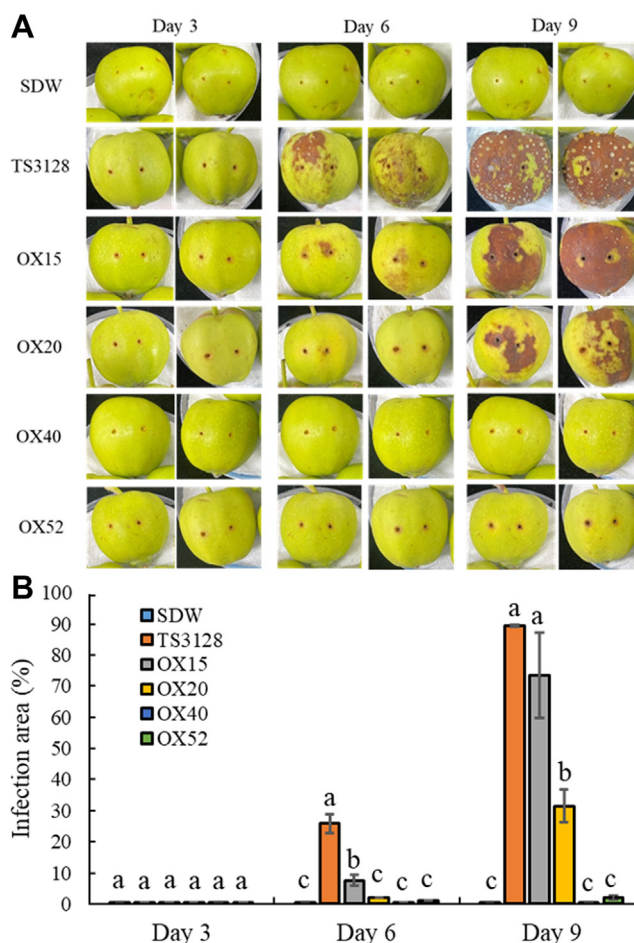 A
Day 3 Day 6 Day 9
SDW
TS3128
OX15
OX20
OX40
OX52
B
100
90
80
70
60
50
40
30
20
10
0
Infection area (%)
SDW
TS3128
OX15
OX20
OX40
OX52
a a a a a a
c a b c c c
c a a b c c
Day 3 Day 6 Day 9